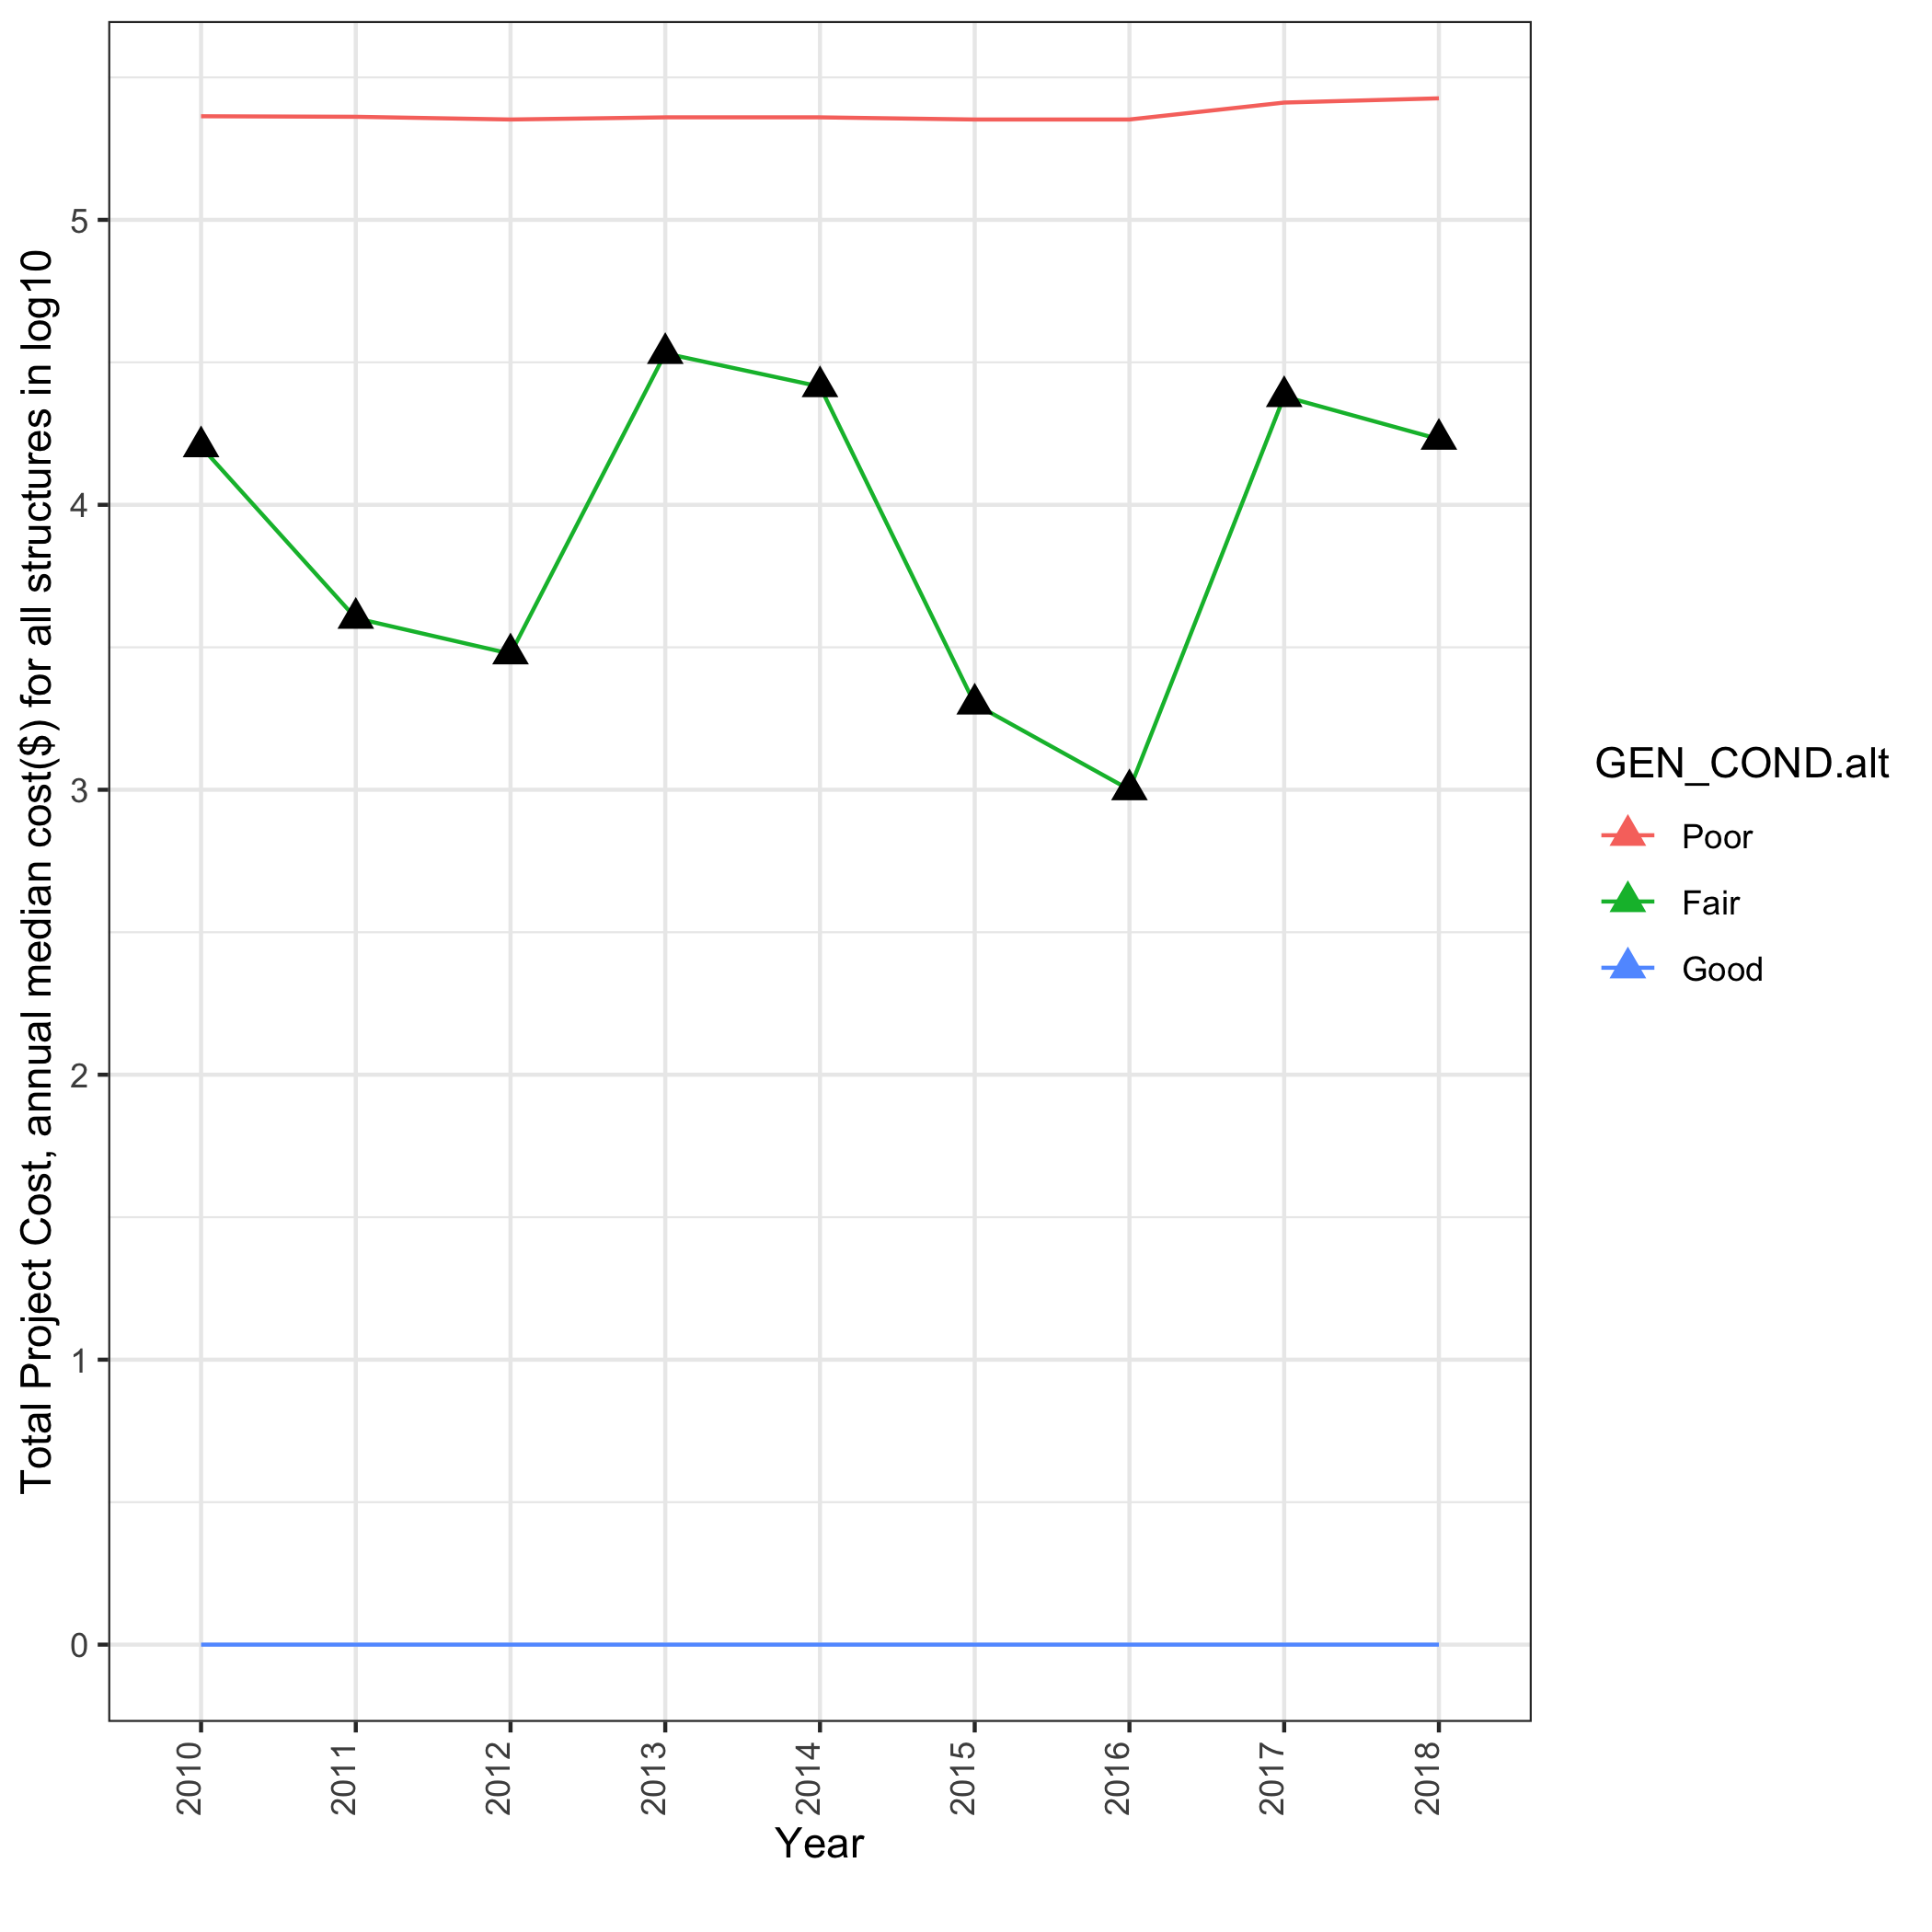 Total Project Cost, annual median cost($) for all structures in log10
5
4
3
2
1
0
2010
2011
2012
2013
2014
2015
2016
2017
2018
Year
GEN_COND.alt
Poor
Fair
Good